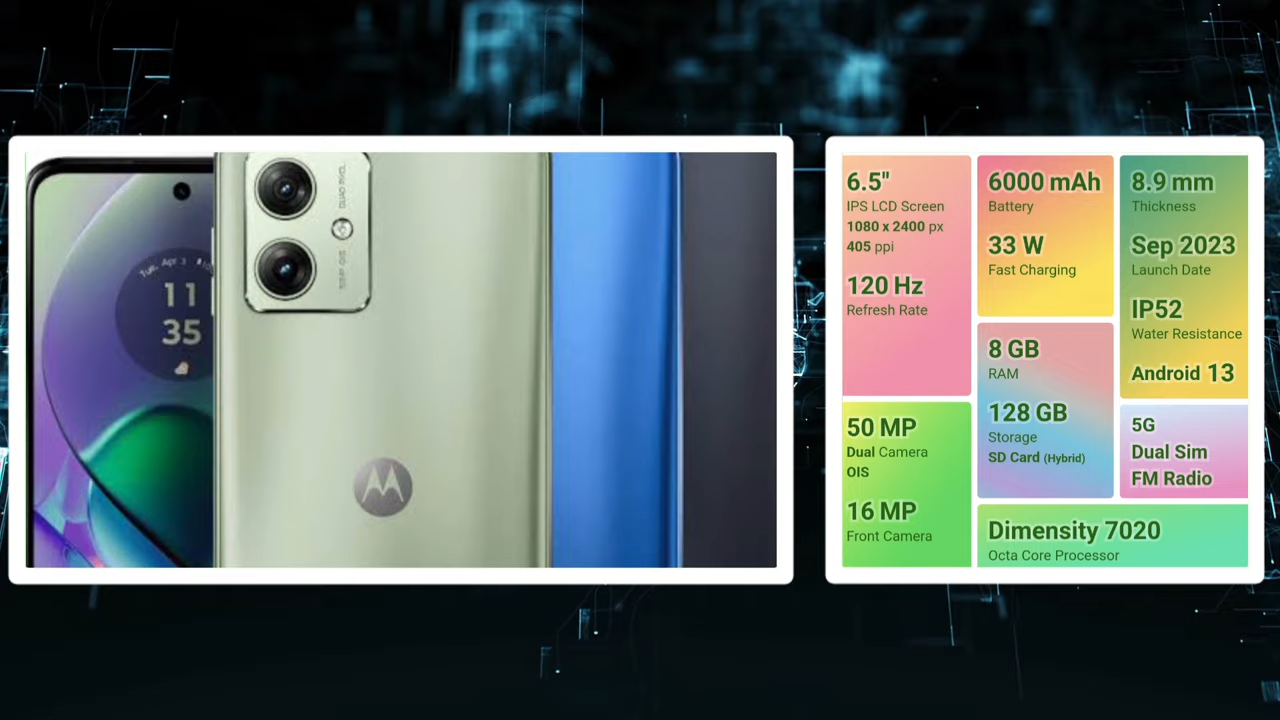 Tue, Apr 3
11
35
QUAD PIXEL
50MP OIS
6.5"
IPS LCD Screen
1080 x 2400 px
405 ppi
120 Hz
Refresh Rate
50 MP
Dual Camera
OIS
16 MP
Front Camera
6000 mAh
Battery
33 W
Fast Charging
8 GB
RAM
128 GB
Storage
SD Card (Hybrid)
8.9 mm
Thickness
Sep 2023
Launch Date
IP52
Water Resistance
Android 13
5G
Dual Sim
FM Radio
Dimensity 7020
Octa Core Processor